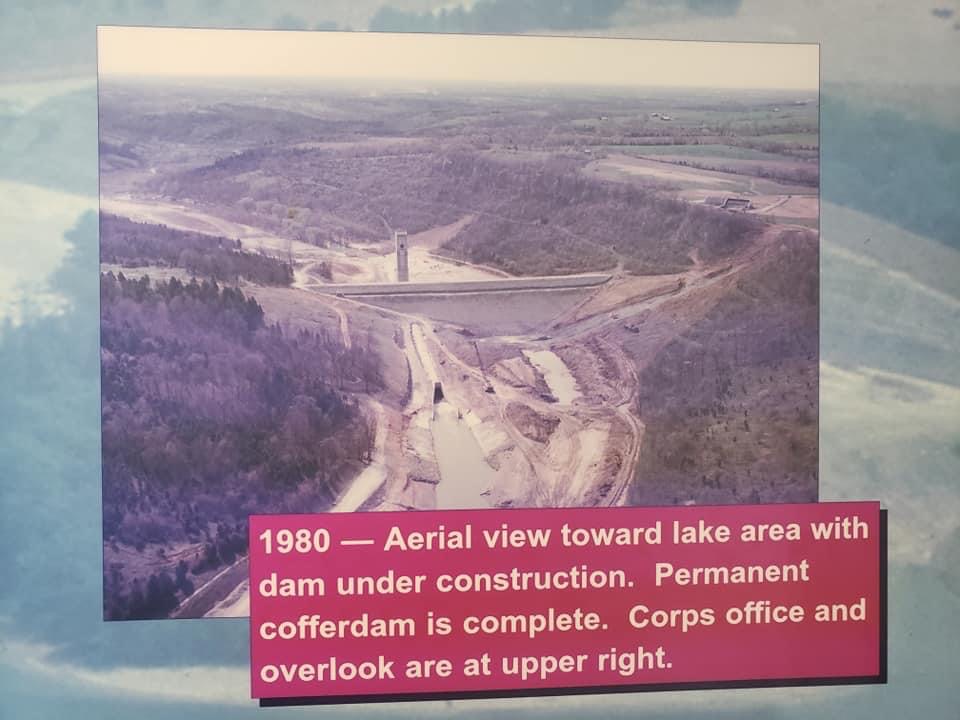 1980 — Aerial view toward lake area with
dam under construction.  Permanent
cofferdam is complete.  Corps office and
overlook are at upper right.